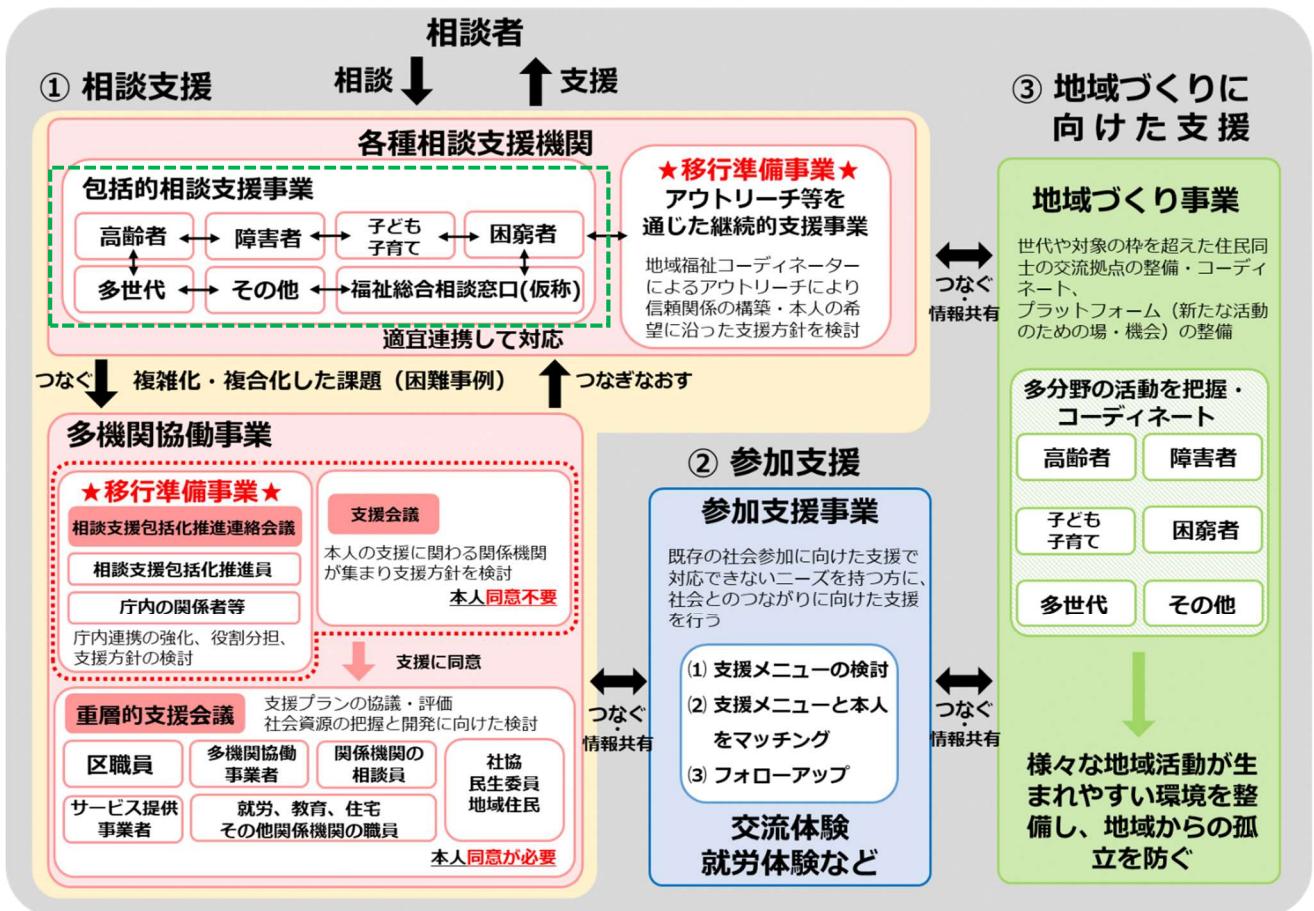 相談者
① 相談支援
相談
支援
各種相談支援機関
包括的相談支援事業
高齢者
障害者
子ども
子育て
困窮者
多世代
その他
福祉総合相談窓口(仮称)
適宜連携して対応
★移行準備事業★
アウトリーチ等を
通じた継続的支援事業
地域福祉コーディネーター
によるアウトリーチにより
信頼関係の構築・本人の希
望に沿った支援方針を検討
つなぐ
複雑化・複合化した課題（困難事例）
つなぎなおす
多機関協働事業
★移行準備事業★
相談支援包括化推進連絡会議
相談支援包括化推進員
庁内の関係者等
庁内連携の強化、役割分担、
支援方針の検討
支援会議
本人の支援に関わる関係機関
が集まり支援方針を検討
本人同意不要
支援に同意
重層的支援会議
支援プランの協議・評価
社会資源の把握と開発に向けた検討
区職員
多機関協働
事業者
関係機関の
相談員
社協
民生委員
地域住民
サービス提供
事業者
就労、教育、住宅
その他関係機関の職員
本人同意が必要
つなぐ
・
情報共有
② 参加支援
参加支援事業
既存の社会参加に向けた支援で
対応できないニーズを持つ方に、
社会とのつながりに向けた支援
を行う
⑴ 支援メニューの検討
⑵ 支援メニューと本人
をマッチング
⑶ フォローアップ
交流体験
就労体験など
つなぐ
・
情報共有
つなぐ
・
情報共有
③ 地域づくりに
向けた支援
地域づくり事業
世代や対象の枠を超えた住民同
士の交流拠点の整備・コーディ
ネート、
プラットフォーム（新たな活動
のための場・機会）の整備
多分野の活動を把握・
コーディネート
高齢者
障害者
子ども
子育て
困窮者
多世代
その他
様々な地域活動が生
まれやすい環境を整
備し、地域からの孤
立を防ぐ